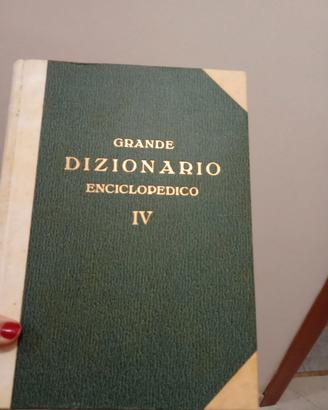 GRANDE
DIZIONARIO
ENCICLOPEDICO
IV